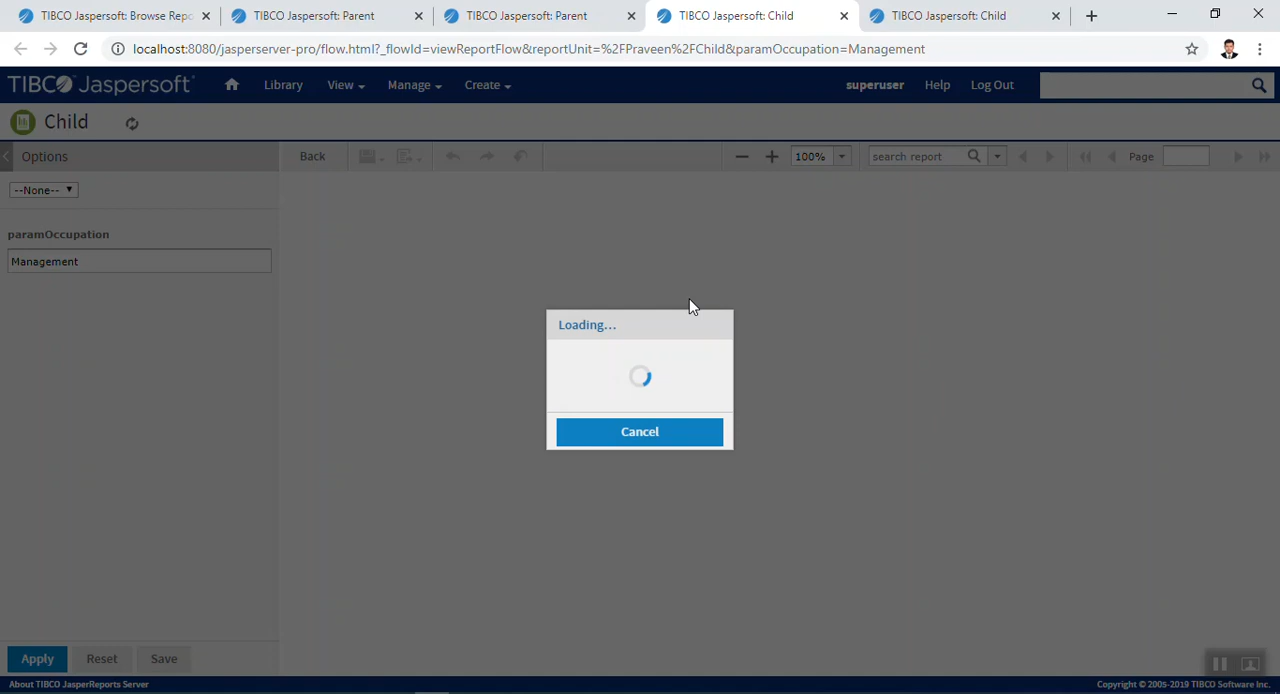 TIBCO Jaspersoft: Browse Repo
TIBCO Jaspersoft: Parent
TIBCO Jaspersoft: Parent
TIBCO Jaspersoft: Child
TIBCO Jaspersoft: Child
localhost:8080/jasperserver-pro/flow.html?_flowId=viewReportFlow&reportUnit=%2FPraveen%2FChild&paramOccupation=Management
TIBCO Jaspersoft
Library
View
Manage
Create
superuser
Help
Log Out
Child
Options
Back
100%
search report
Page
--None--
paramOccupation
Management
Loading...
Cancel
Apply
Reset
Save
About TIBCO JasperReports Server
Copyright © 2005-2019 TIBCO Software Inc.